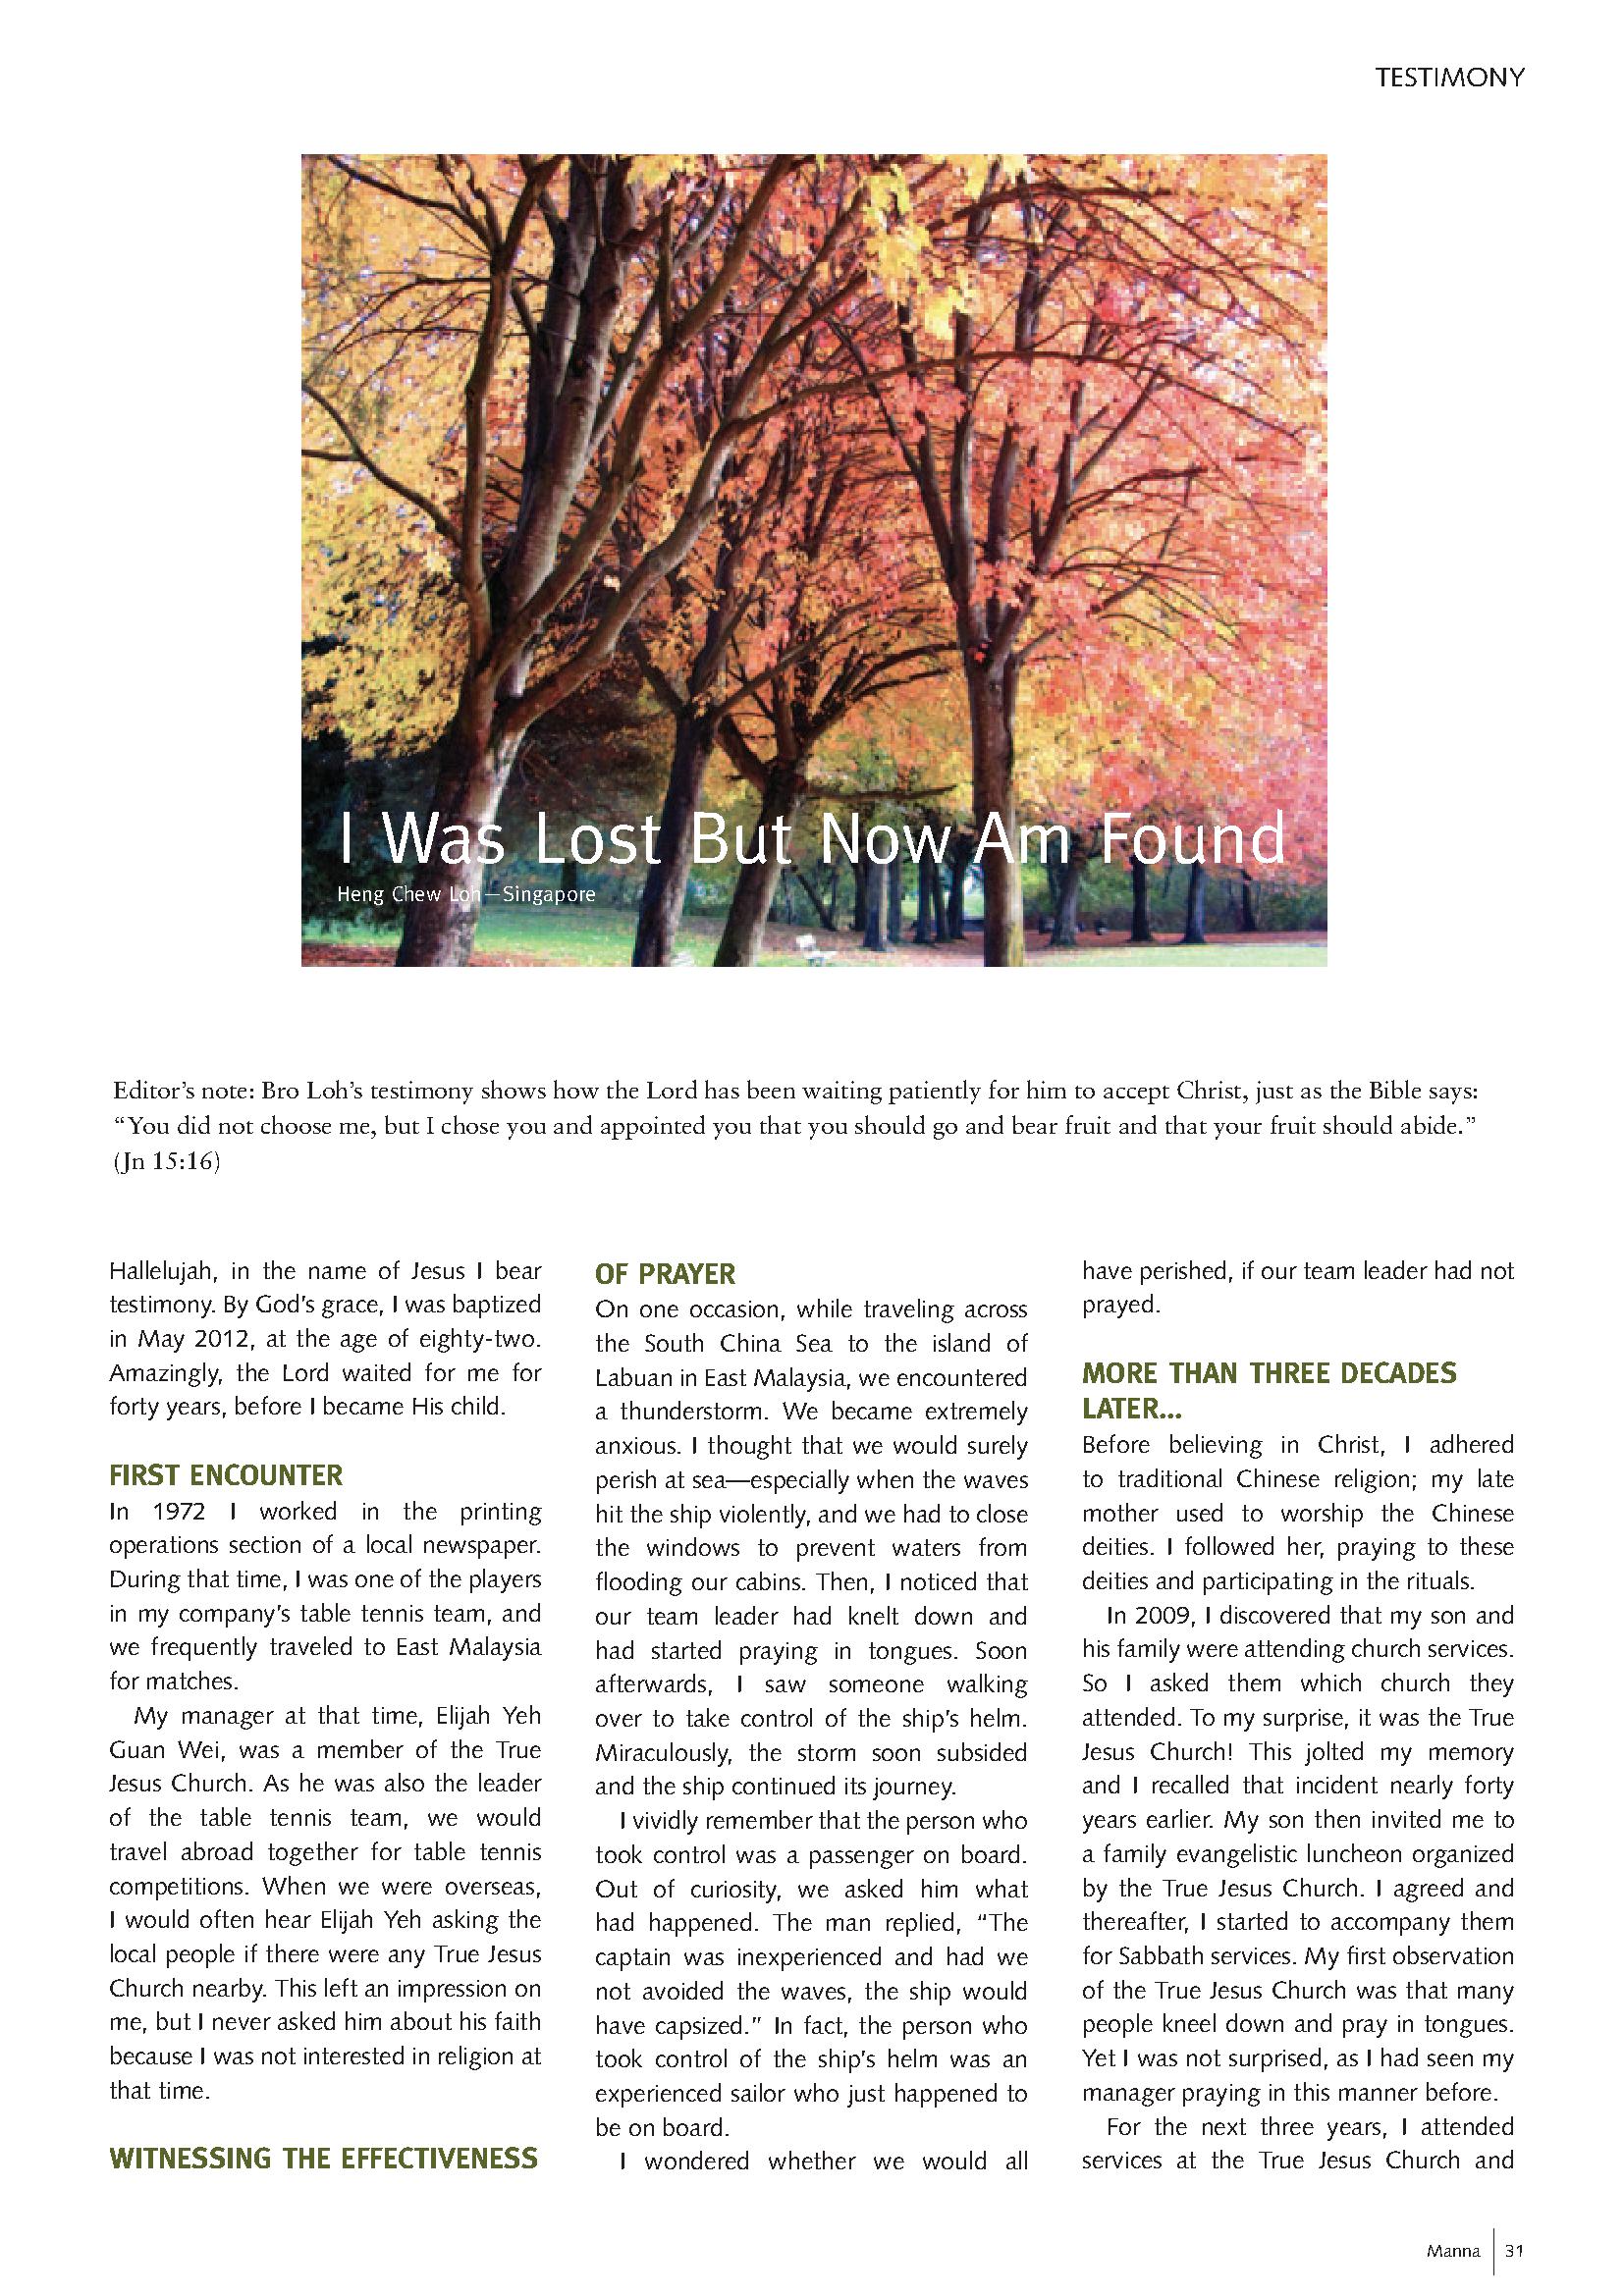 TESTIMONY
I Was Lost But Now Am Found
Heng Chew Loh—Singapore
Editor's note: Bro Loh's testimony shows how the Lord has been waiting patiently for him to accept Christ, just as the Bible says:
“You did not choose me, but I chose you and appointed you that you should go and bear fruit and that your fruit should abide.”
(Jn 15:16)
Hallelujah, in the name of Jesus I bear
testimony. By God's grace, I was baptized
in May 2012, at the age of eighty-two.
Amazingly, the Lord waited for me for
forty years, before I became His child.
FIRST ENCOUNTER
In 1972 I worked in the printing
operations section of a local newspaper.
During that time, I was one of the players
in my company's table tennis team, and
we frequently traveled to East Malaysia
for matches.
My manager at that time, Elijah Yeh
Guan Wei, was a member of the True
Jesus Church. As he was also the leader
of the table tennis team, we would
travel abroad together for table tennis
competitions. When we were overseas,
I would often hear Elijah Yeh asking the
local people if there were any True Jesus
Church nearby. This left an impression on
me, but I never asked him about his faith
because I was not interested in religion at
that time.
WITNESSING THE EFFECTIVENESS
OF PRAYER
On one occasion, while traveling across
the South China Sea to the island of
Labuan in East Malaysia, we encountered
a thunderstorm. We became extremely
anxious. I thought that we would surely
perish at sea—especially when the waves
hit the ship violently, and we had to close
the windows to prevent waters from
flooding our cabins. Then, I noticed that
our team leader had knelt down and
had started praying in tongues. Soon
afterwards, I saw someone walking
over to take control of the ship's helm.
Miraculously, the storm soon subsided
and the ship continued its journey.
I vividly remember that the person who
took control was a passenger on board.
Out of curiosity, we asked him what
had happened. The man replied, “The
captain was inexperienced and had we
not avoided the waves, the ship would
have capsized.” In fact, the person who
took control of the ship's helm was an
experienced sailor who just happened to
be on board.
I wondered whether we would all
have perished, if our team leader had not
prayed.
MORE THAN THREE DECADES
LATER...
Before believing in Christ, I adhered
to traditional Chinese religion; my late
mother used to worship the Chinese
deities. I followed her, praying to these
deities and participating in the rituals.
In 2009, I discovered that my son and
his family were attending church services.
So I asked them which church they
attended. To my surprise, it was the True
Jesus Church! This jolted my memory
and I recalled that incident nearly forty
years earlier. My son then invited me to
a family evangelistic luncheon organized
by the True Jesus Church. I agreed and
thereafter, I started to accompany them
for Sabbath services. My first observation
of the True Jesus Church was that many
people kneel down and pray in tongues.
Yet I was not surprised, as I had seen my
manager praying in this manner before.
For the next three years, I attended
services at the True Jesus Church and
Manna 31